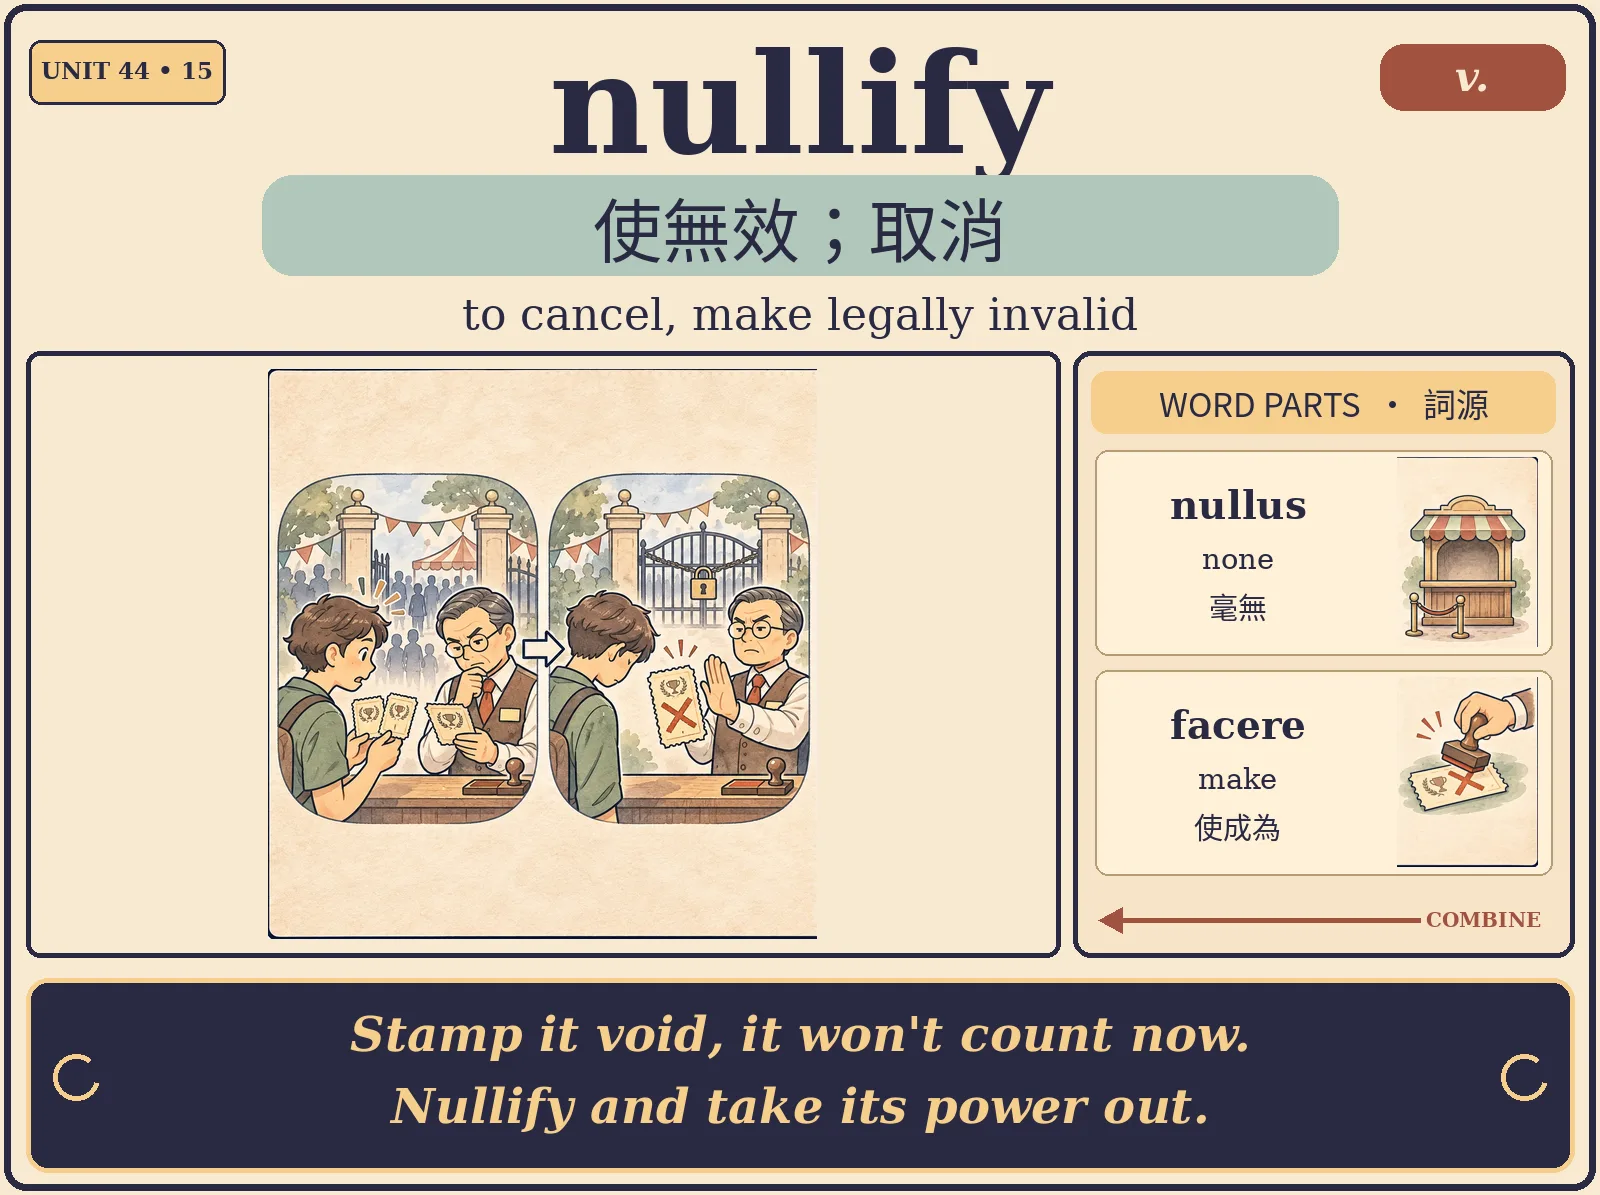 UNIT 44 • 15
nullify
v.
使無效；取消
to cancel, make legally invalid
WORD PARTS ・ 詞源
nullus
none
毫無
facere
make
使成為
COMBINE
Stamp it void, it won't count now.
Nullify and take its power out.